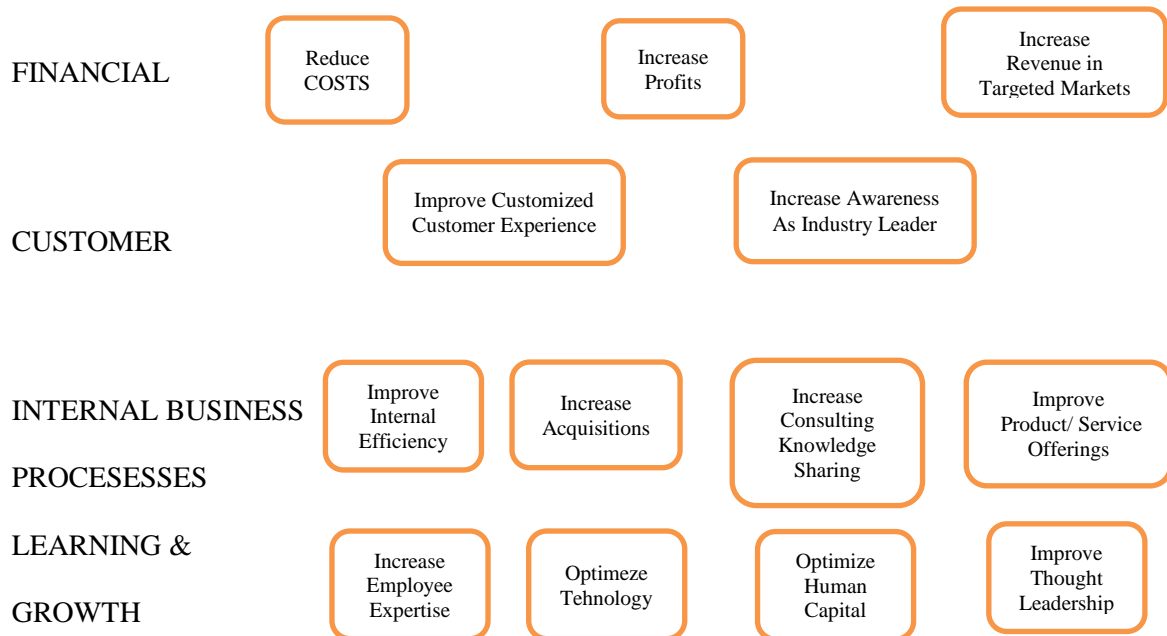 FINANCIAL
Reduce
COSTS
Increase
Profits
Increase
Revenue in
Targeted Markets
CUSTOMER
Improve Customized
Customer Experience
Increase Awareness
As Industry Leader
INTERNAL BUSINESS
PROCESESSES
Improve
Internal
Efficiency
Increase
Acquisitions
Increase
Consulting
Knowledge
Sharing
Improve
Product/ Service
Offerings
LEARNING &
GROWTH
Increase
Employee
Expertise
Optimeze
Tehnology
Optimize
Human
Capital
Improve
Thought
Leadership